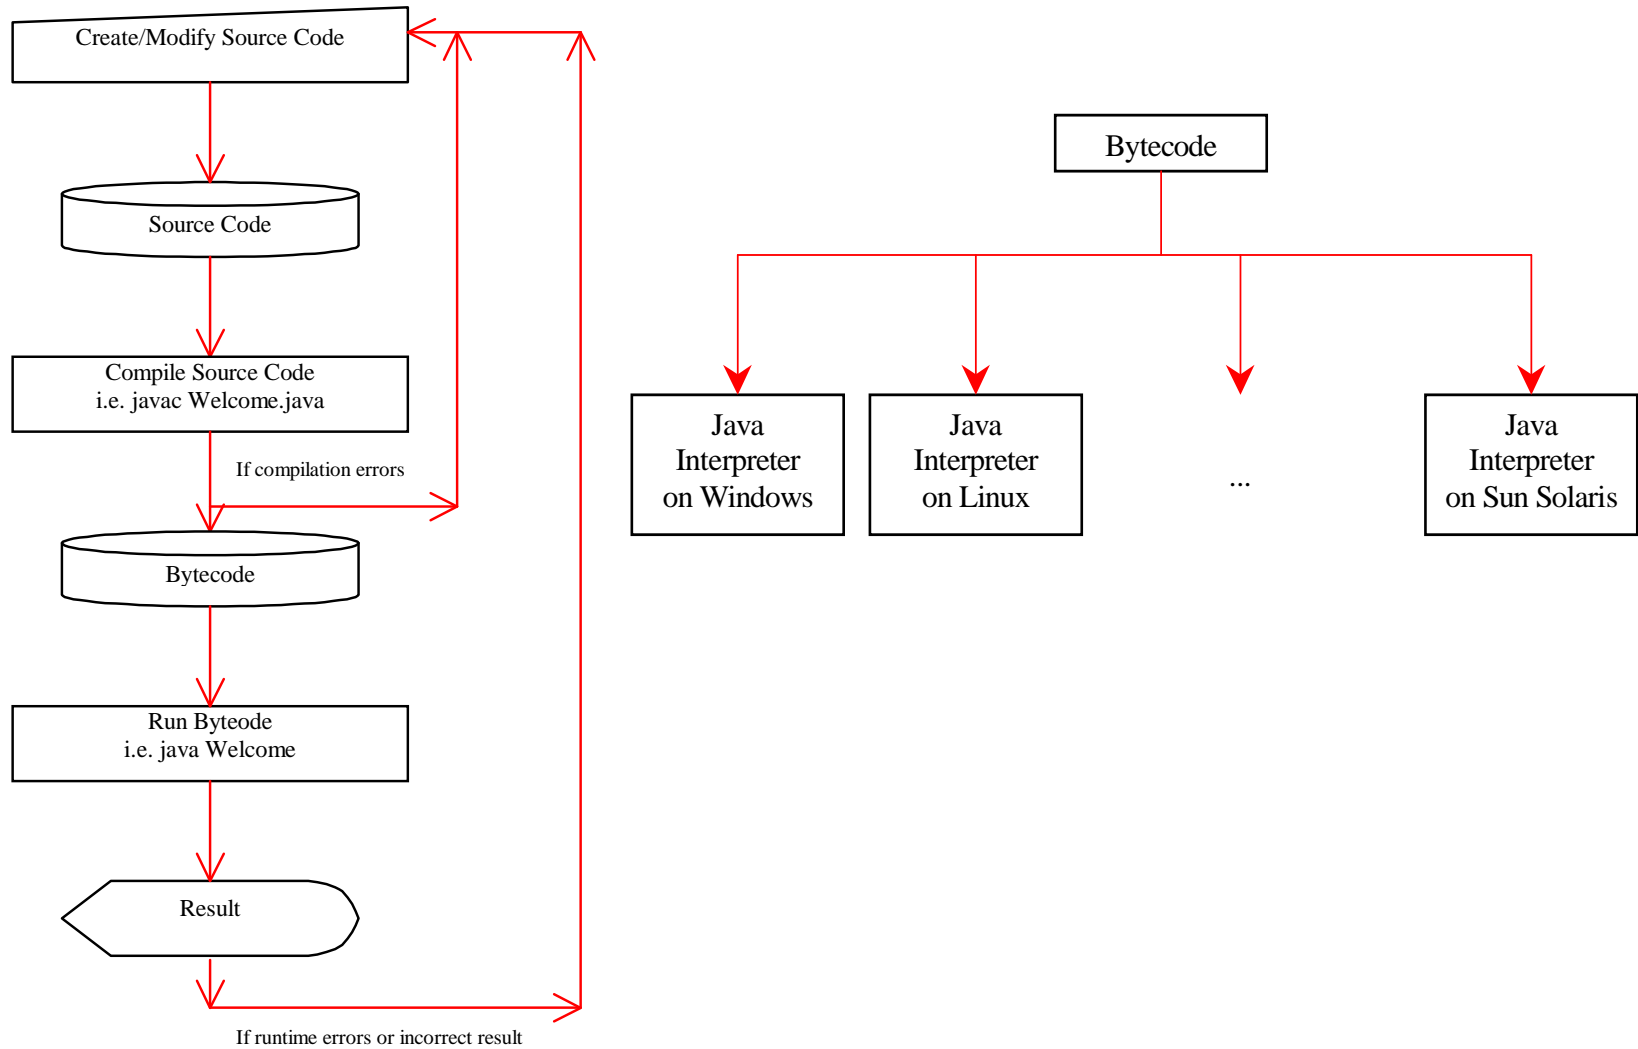 Create/Modify Source Code
Source Code
Compile Source Code
i.e. javac Welcome.java
If compilation errors
Bytecode
Run Byteode
i.e. java Welcome
Result
If runtime errors or incorrect result
Bytecode
Java
Interpreter
on Windows
Java
Interpreter
on Linux
...
Java
Interpreter
on Sun Solaris